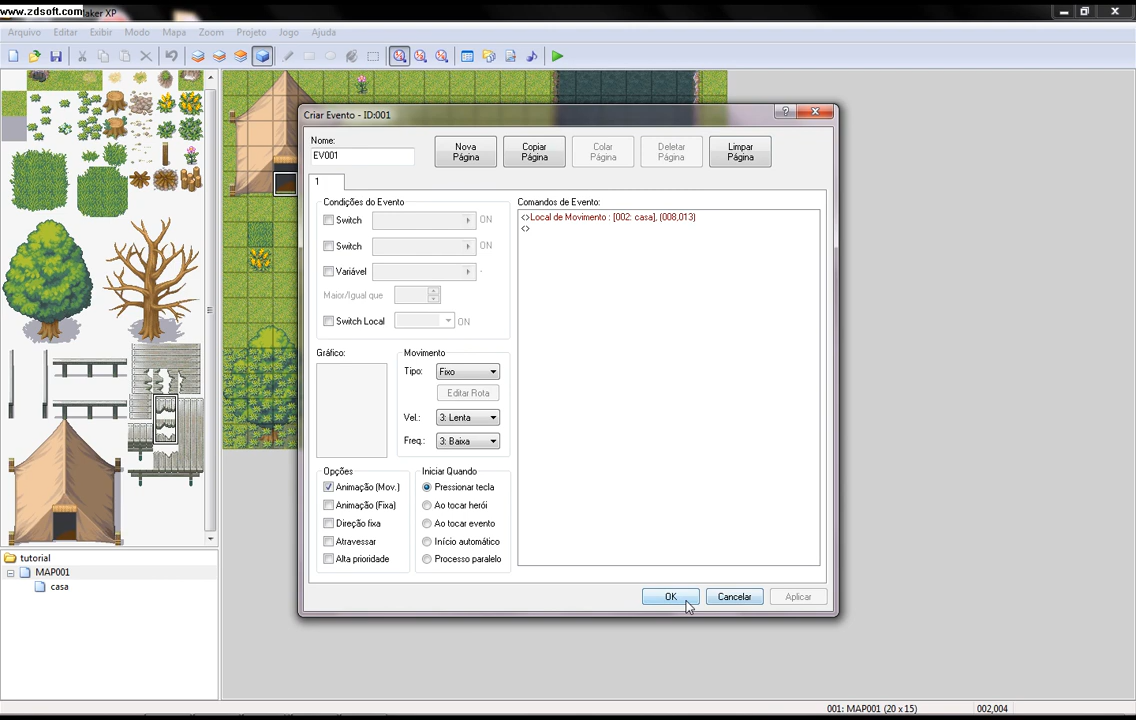 www.zdsoft.com
aker XP
Arquivo Editar Exibir Modo Mapa Zoom Projeto Jogo Ajuda
Criar Evento - ID:001
Nome:
EV001
Nova Página
Copiar Página
Colar Página
Deletar Página
Limpar Página
1
Condições do Evento
Switch ON
Switch ON
Variável -
Maior/Igual que
Switch Local ON
Gráfico:
Movimento
Tipo: Fixo
Editar Rota
Vel.: 3: Lenta
Freq.: 3: Baixa
Opções
Animação (Mov.)
Animação (Fixa)
Direção fixa
Atravessar
Alta prioridade
Iniciar Quando
Pressionar tecla
Ao tocar herói
Ao tocar evento
Início automático
Processo paralelo
Comandos de Evento:
<>Local de Movimento : [002: casa], (008,013)
<>
OK Cancelar Aplicar
tutorial
MAP001
casa
001: MAP001 (20 x 15) 002,004